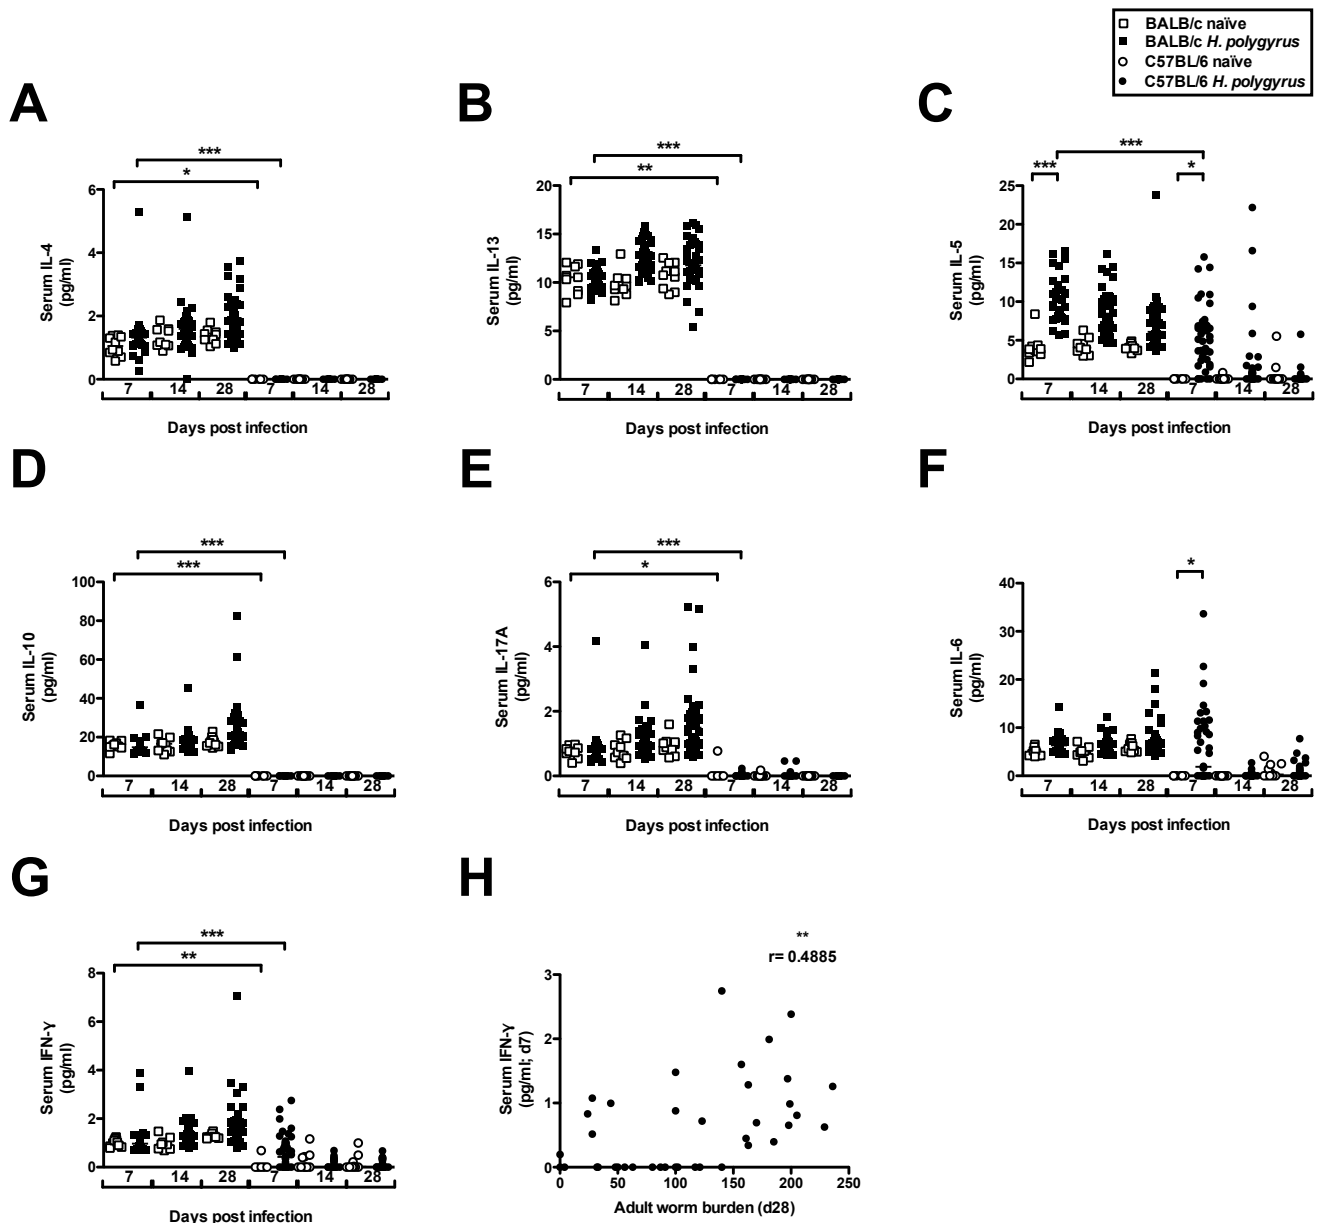 BALB/c naïve
BALB/c H. polygyrus
C57BL/6 naïve
C57BL/6 H. polygyrus
A
***
*
Serum IL-4
(pg/ml)
6
4
2
0
7 14 28 7 14 28
Days post infection
B
***
**
Serum IL-13
(pg/ml)
20
15
10
5
0
7 14 28 7 14 28
Days post infection
C
***
*** *
Serum IL-5
(pg/ml)
25
20
15
10
5
0
7 14 28 7 14 28
Days post infection
D
***
***
Serum IL-10
(pg/ml)
100
80
60
40
20
0
7 14 28 7 14 28
Days post infection
E
***
*
Serum IL-17A
(pg/ml)
6
4
2
0
7 14 28 7 14 28
Days post infection
F
*
Serum IL-6
(pg/ml)
40
30
20
10
0
7 14 28 7 14 28
Days post infection
G
***
**
Serum IFN-γ
(pg/ml)
8
6
4
2
0
7 14 28 7 14 28
Days post infection
H
**
r= 0.4885
Serum IFN-γ
(pg/ml; d7)
3
2
1
0
0 50 100 150 200 250
Adult worm burden (d28)